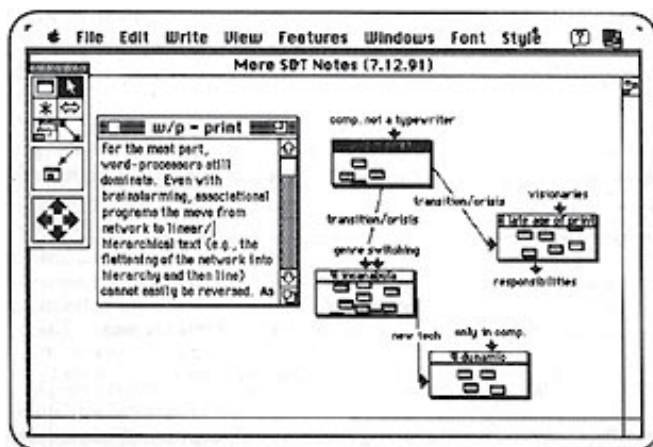 File Edit Write View Features Windows Font Style
More SDT Notes (7.12.91)
w/p = print
For the most part,
word-processors still
dominate. Even with
brainstorming, associational
programs the move from
network to linear/
hierarchical text (e.g., the
flattening of the network into
hierarchy and then line)
cannot easily be reversed. As
comp. not a typewriter
visionaries
transition/crisis
late age of print
transition/crisis
genre switching
responsibilities
incunabula
new tech
only in comp.
dynamic